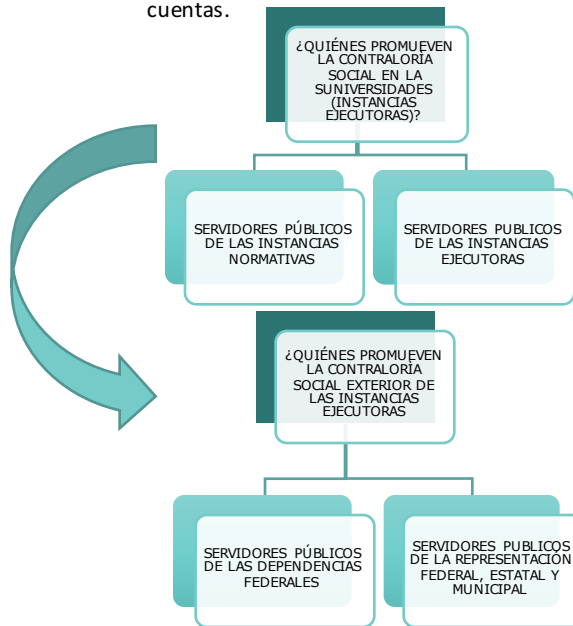 cuentas.
¿QUIÉNES PROMUEVEN
LA CONTRALORÍA
SOCIAL EN LA
SUNIVERSIDADES
(INSTANCIAS
EJECUTORAS)?
SERVIDORES PÚBLICOS
DE LAS INSTANCIAS
NORMATIVAS
SERVIDORES PUBLICOS
DE LAS INSTANCIAS
EJECUTORAS
¿QUIÉNES PROMUEVEN
LA CONTRALORÍA
SOCIAL EXTERIOR DE
LAS INSTANCIAS
EJECUTORAS
SERVIDORES PÚBLICOS
DE LAS DEPENDENCIAS
FEDERALES
SERVIDORES PUBLICOS
DE LA REPRESENTACIÓN
FEDERAL, ESTATAL Y
MUNICIPAL